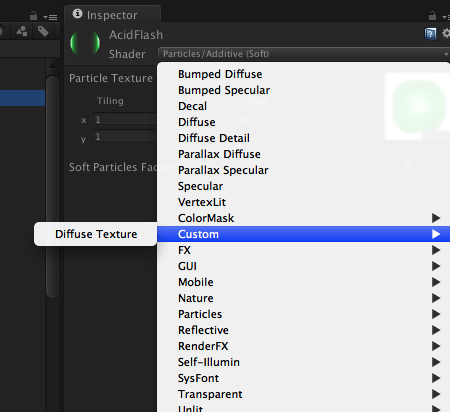 Inspector
AcidFlash
Shader Particles/Additive (Soft)
Particle Texture
Tiling
x 1
y 1
Soft Particles Fac
Bumped Diffuse
Bumped Specular
Decal
Diffuse
Diffuse Detail
Parallax Diffuse
Parallax Specular
Specular
VertexLit
ColorMask
Diffuse Texture
Custom
FX
GUI
Mobile
Nature
Particles
Reflective
RenderFX
Self-Illumin
SysFont
Transparent
Unlit